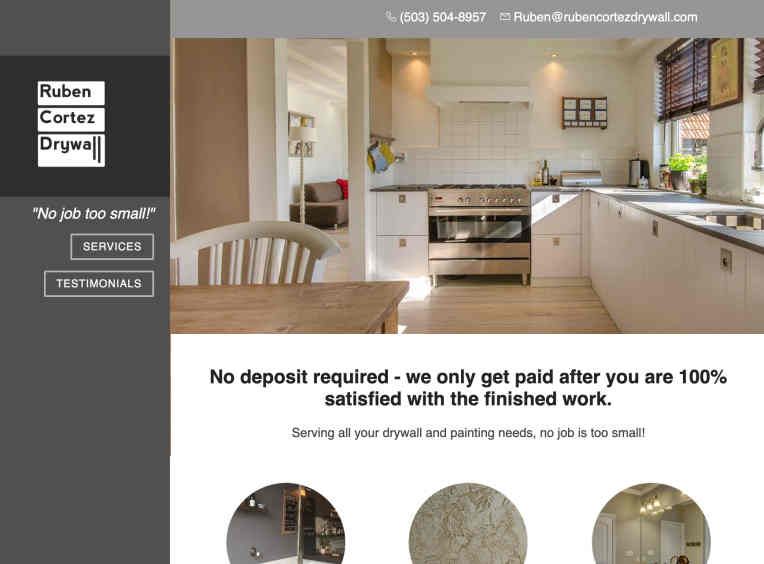 (503) 504-8957 Ruben@rubencortezdrywall.com
Ruben
Cortez
Drywall
"No job too small!"
SERVICES
TESTIMONIALS
No deposit required - we only get paid after you are 100%
satisfied with the finished work.
Serving all your drywall and painting needs, no job is too small!